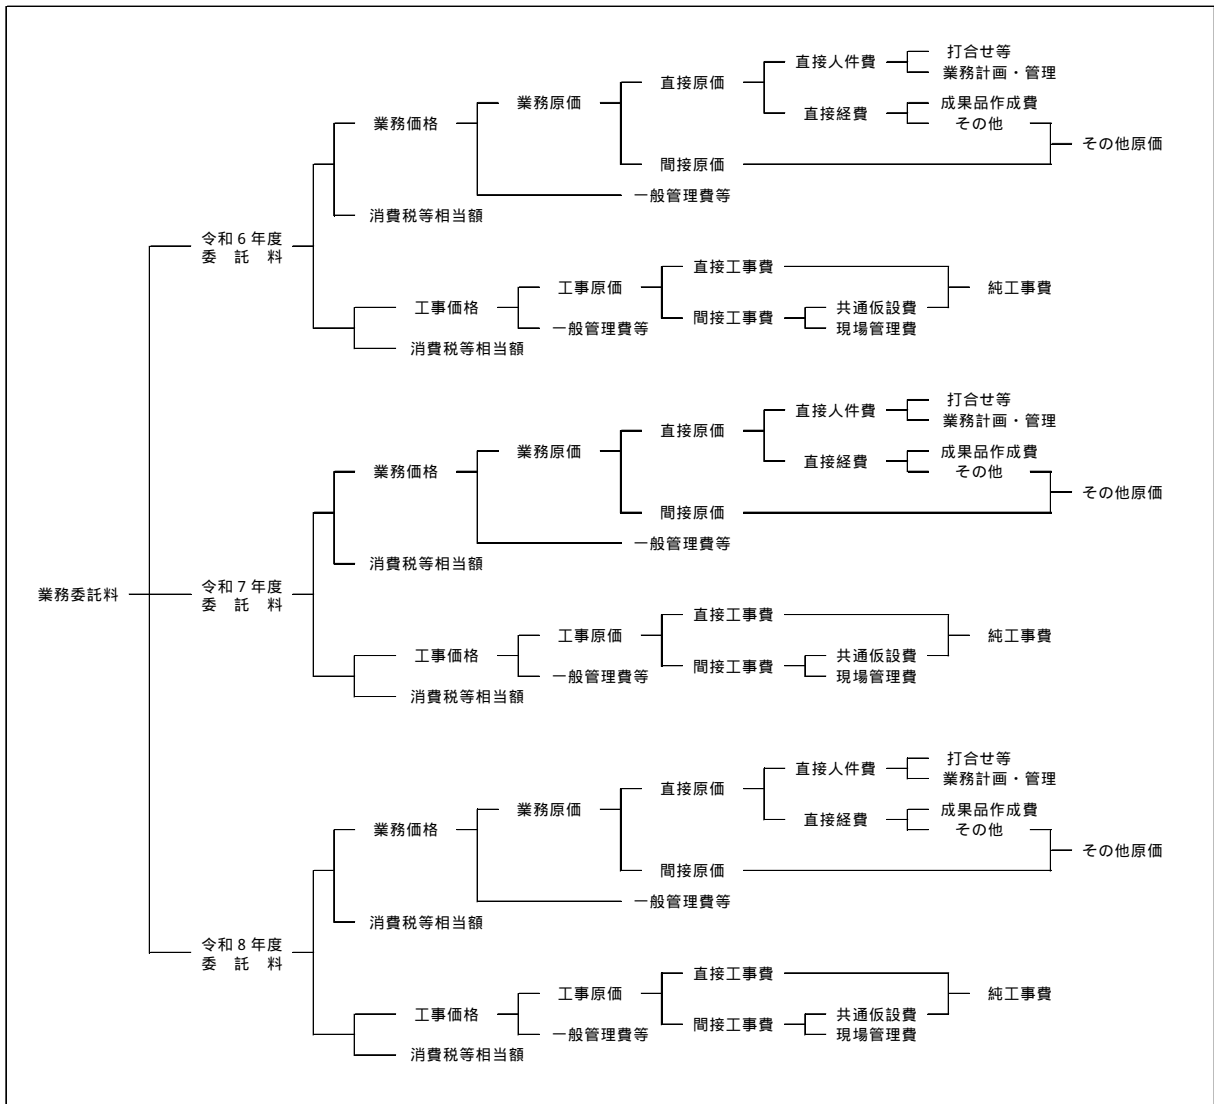 打合せ等
直接人件費
業務計画・管理
直接原価
業務原価
成果品作成費
直接経費
その他
業務価格
その他原価
間接原価
一般管理費等
消費税等相当額
令和6年度
委託料
直接工事費
工事原価
純工事費
工事価格
共通仮設費
間接工事費
一般管理費等
現場管理費
消費税等相当額
打合せ等
直接人件費
業務計画・管理
直接原価
業務原価
成果品作成費
直接経費
その他
業務価格
その他原価
間接原価
一般管理費等
消費税等相当額
業務委託料
令和7年度
委託料
直接工事費
工事原価
純工事費
工事価格
共通仮設費
間接工事費
一般管理費等
現場管理費
消費税等相当額
打合せ等
直接人件費
業務計画・管理
直接原価
業務原価
成果品作成費
直接経費
その他
業務価格
その他原価
間接原価
一般管理費等
消費税等相当額
令和8年度
委託料
直接工事費
工事原価
純工事費
工事価格
共通仮設費
間接工事費
一般管理費等
現場管理費
消費税等相当額